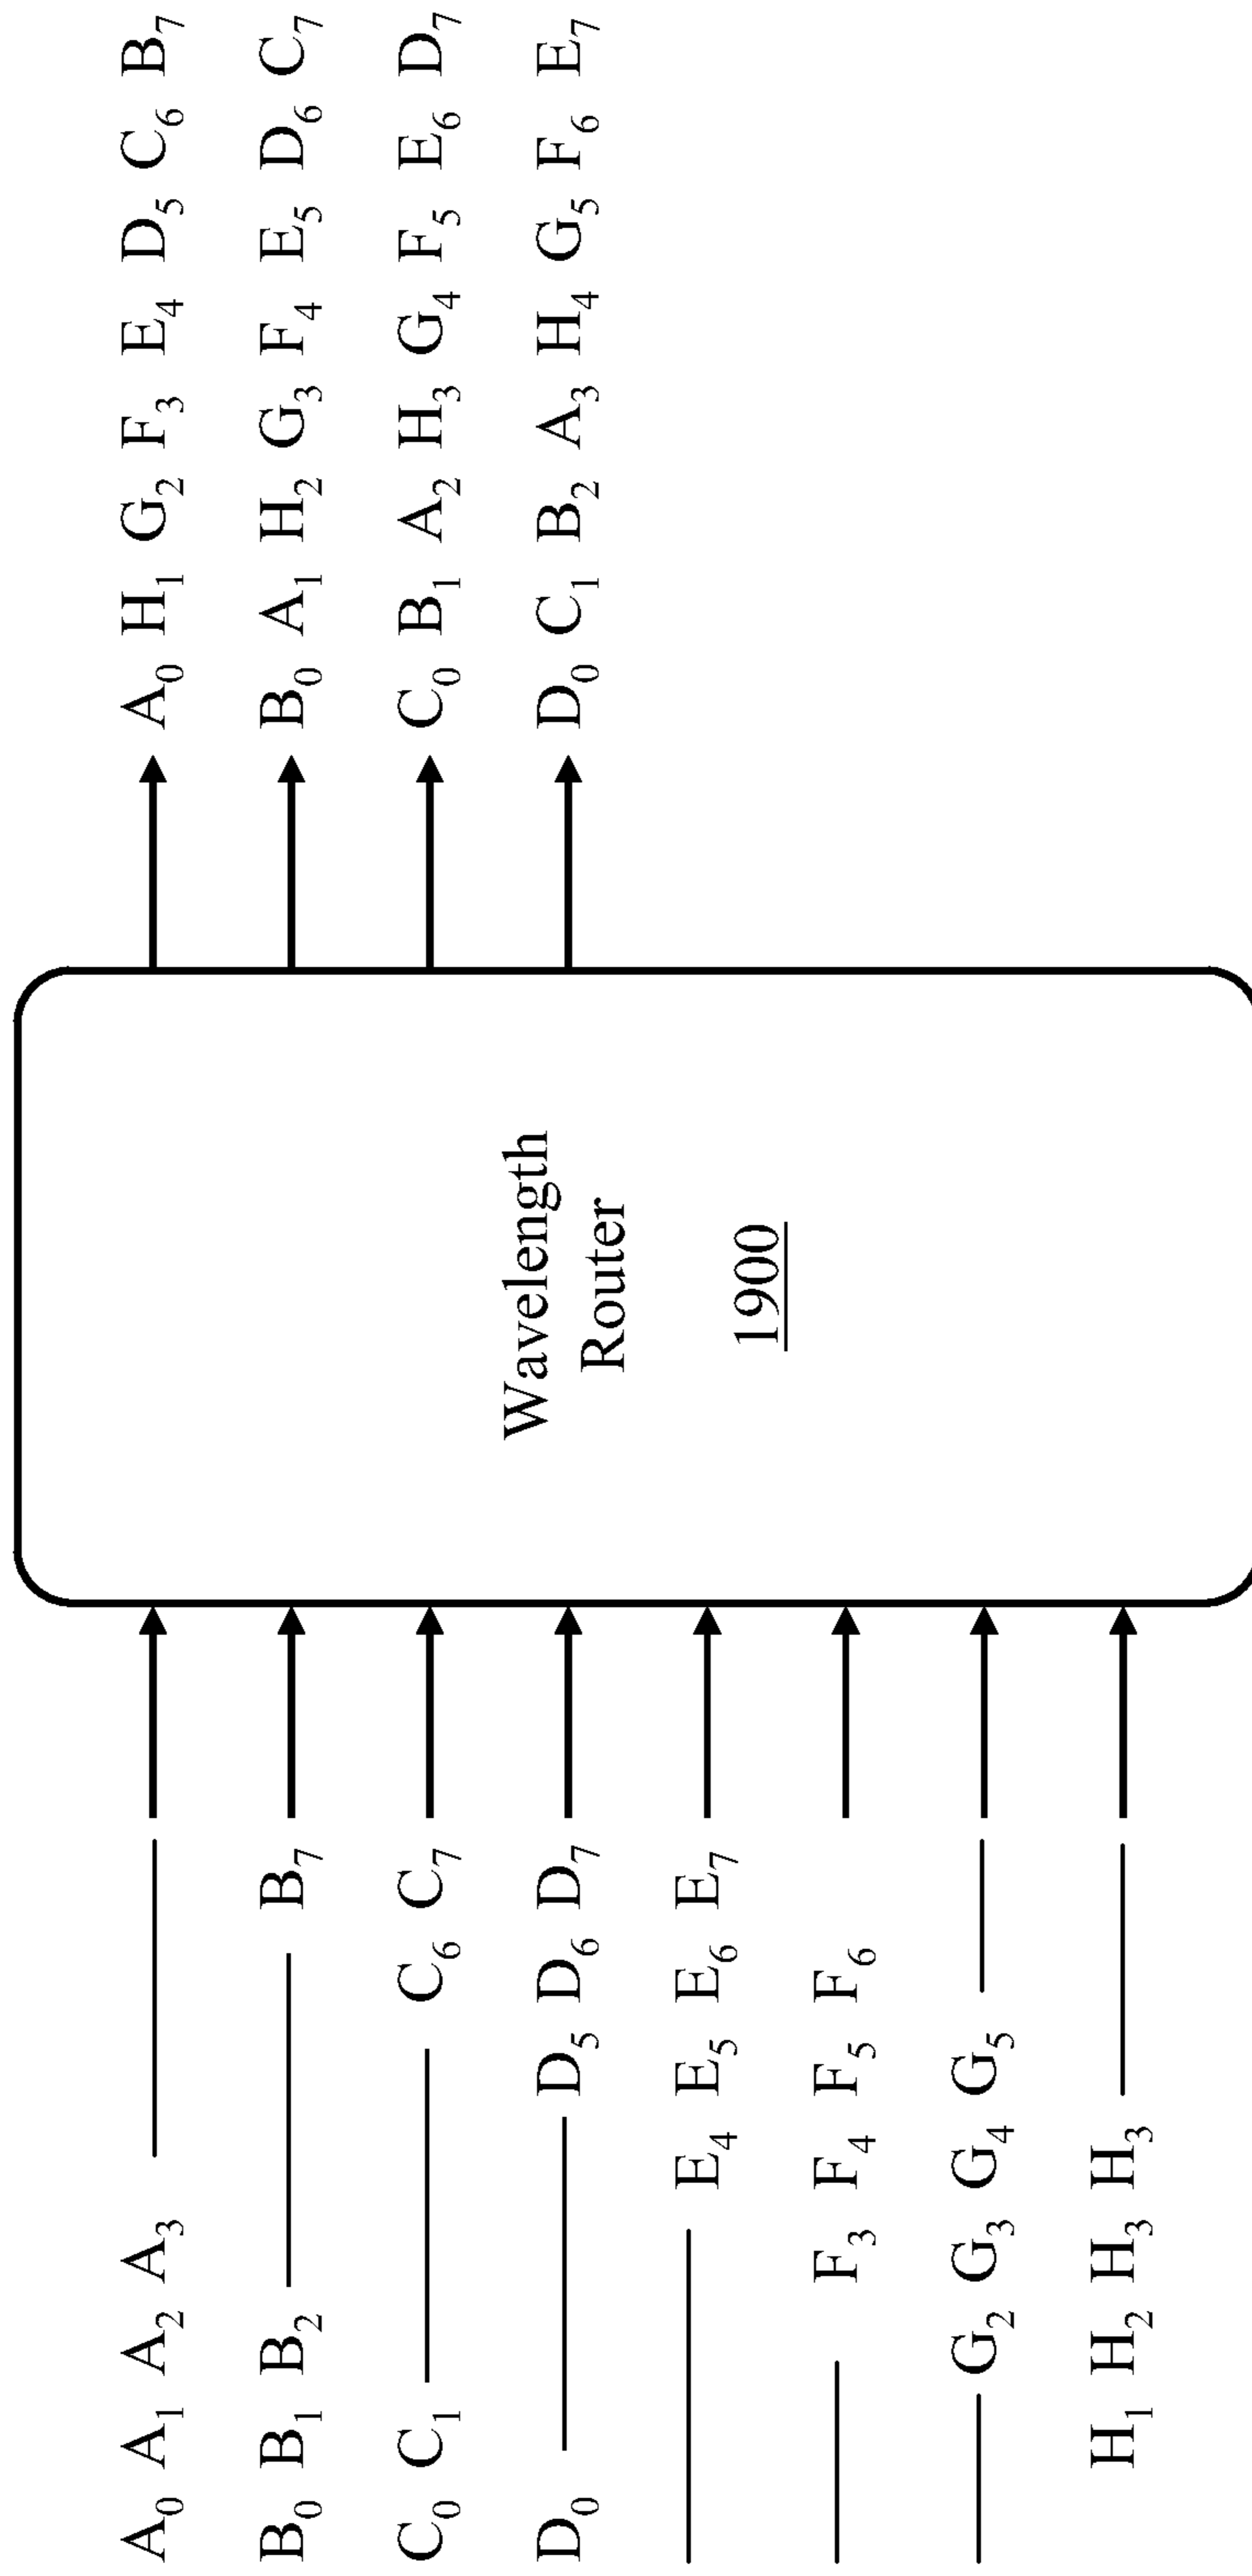 A0 A1 A2 A3
B0 B1 B2 B7
C0 C1 C6 C7
D0 D5 D6 D7
E4 E5 E6 E7
F3 F4 F5 F6
G2 G3 G4 G5
H1 H2 H3 H3
Wavelength
Router
1900
A0 H1 G2 F3 E4 D5 C6 B7
B0 A1 H2 G3 F4 E5 D6 C7
C0 B1 A2 H3 G4 F5 E6 D7
D0 C1 B2 A3 H4 G5 F6 E7